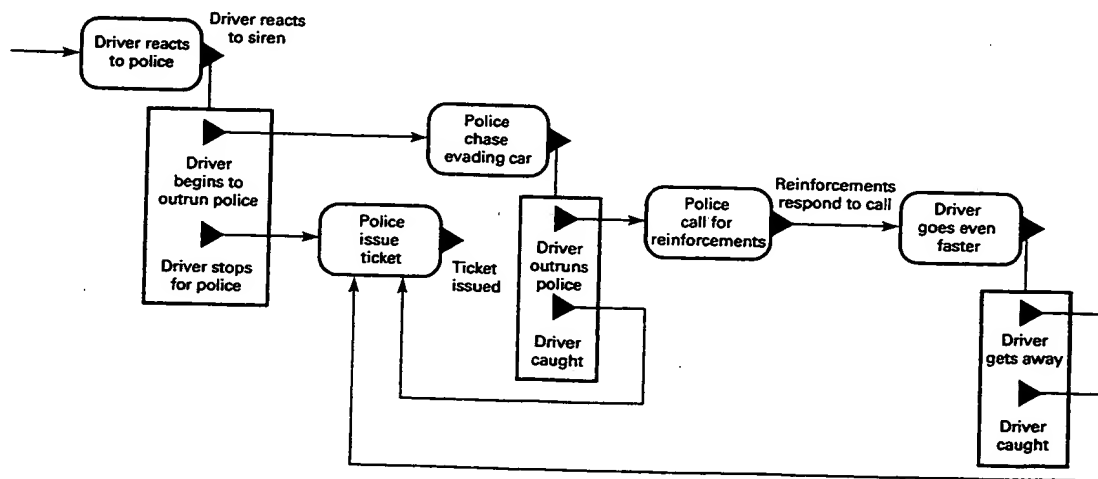 Driver reacts
to police
Driver reacts
to siren
Driver
begins to
outrun police
Driver stops
for police
Police
issue
ticket
Ticket
issued
Police
chase
evading car
Driver
outruns
police
Driver
caught
Police
call for
reinforcements
Reinforcements
respond to call
Driver
goes even
faster
Driver
gets away
Driver
caught